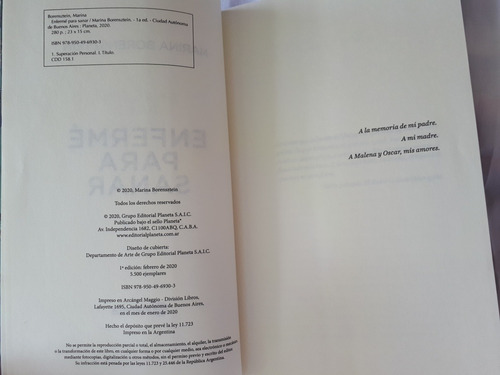 Borenstein, Marina
Enfermé para sanar / Marina Borenstein. - 1a ed. - Ciudad Autónoma
de Buenos Aires : Planeta, 2020.
280 p. ; 23 x 15 cm.
ISBN 978-950-49-6930-3
1. Superación Personal. I. Título.
CDD 158.1
ENFERMÉ
PARA
SANAR
© 2020, Marina Borensztein
Todos los derechos reservados
© 2020, Grupo Editorial Planeta S.A.I.C.
Publicado bajo el sello Planeta®
Av. Independencia 1682, C1100ABQ, C.A.B.A.
www.editorialplaneta.com.ar
Diseño de cubierta:
Departamento de Arte de Grupo Editorial Planeta S.A.I.C.
1ª edición: febrero de 2020
3.500 ejemplares
ISBN 978-950-49-6930-3
Impreso en Arcángel Maggio – División Libros,
Lafayette 1695, Ciudad Autónoma de Buenos Aires,
en el mes de enero de 2020
Hecho el depósito que prevé la ley 11.723
Impreso en la Argentina
No se permite la reproducción parcial o total, el almacenamiento, el alquiler, la transmisión
o la transformación de este libro, en cualquier forma o por cualquier medio, sea electrónico o mecánico,
mediante fotocopias, digitalización u otros métodos, sin el permiso previo y escrito del editor.
Su infracción está penada por las leyes 11.723 y 25.446 de la República Argentina.
A la memoria de mi padre.
A mi madre.
A Malena y Oscar, mis amores.